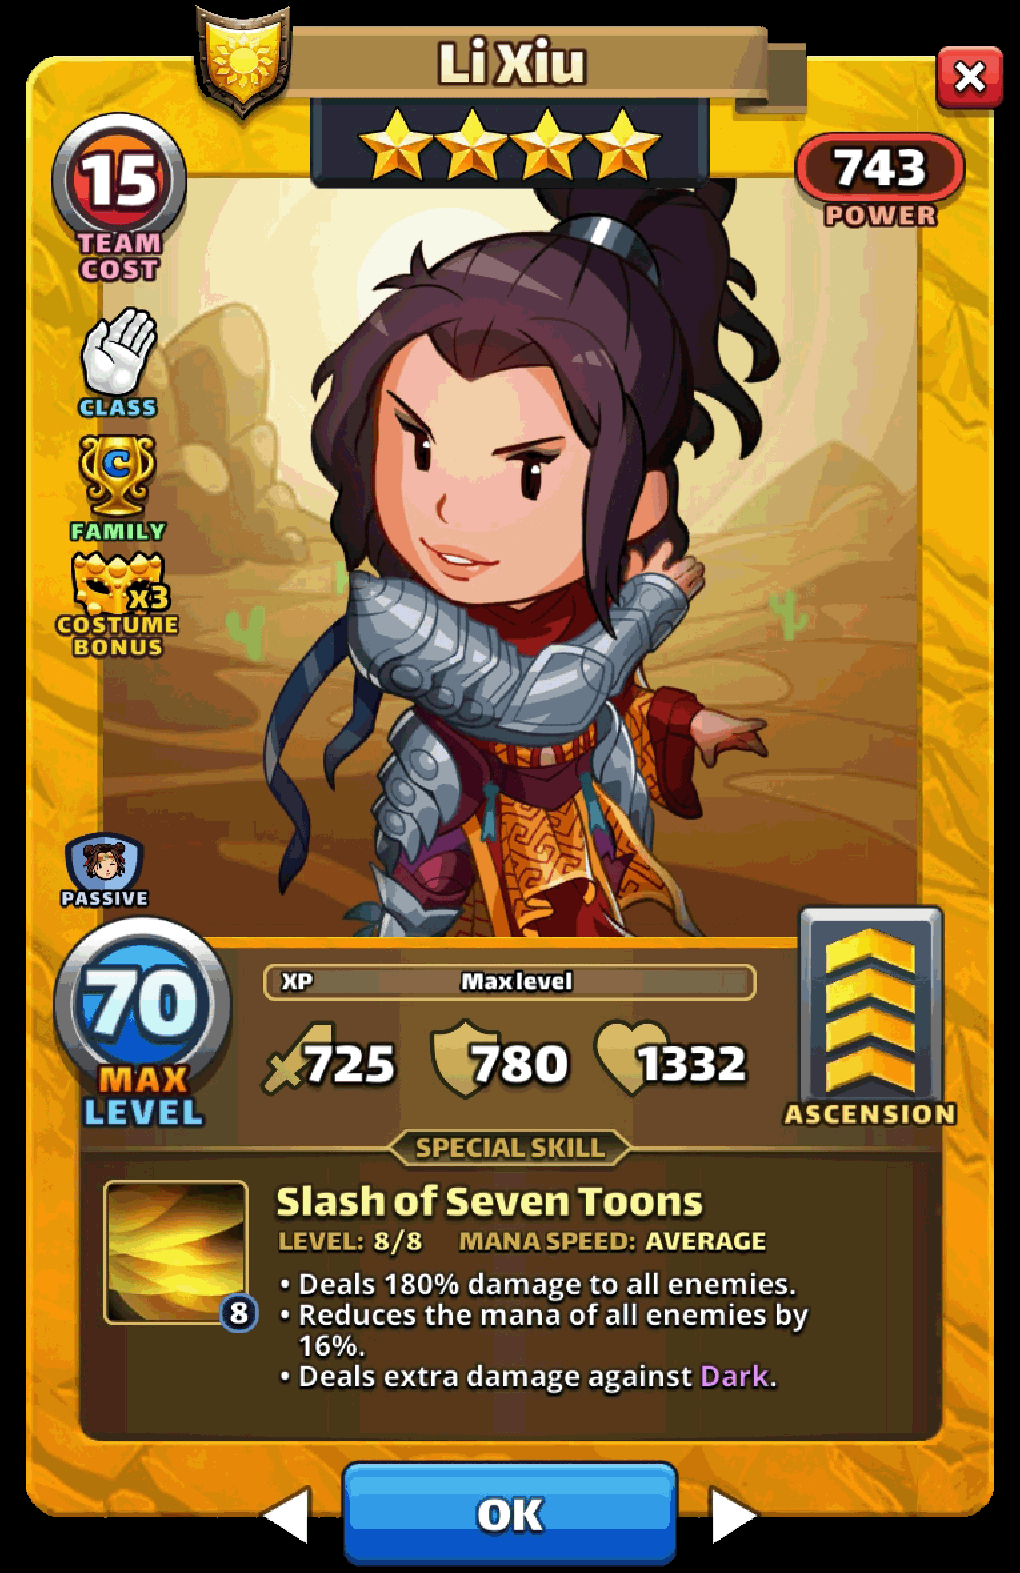 Li Xiu
15
TEAM
COST
743
POWER
CLASS
C
FAMILY
x3
COSTUME
BONUS
PASSIVE
70
MAX
LEVEL
XP Max level
725 780 1332
ASCENSION
SPECIAL SKILL
Slash of Seven Toons
LEVEL: 8/8 MANA SPEED: AVERAGE
8
• Deals 180% damage to all enemies.
• Reduces the mana of all enemies by
16%.
• Deals extra damage against Dark.
OK